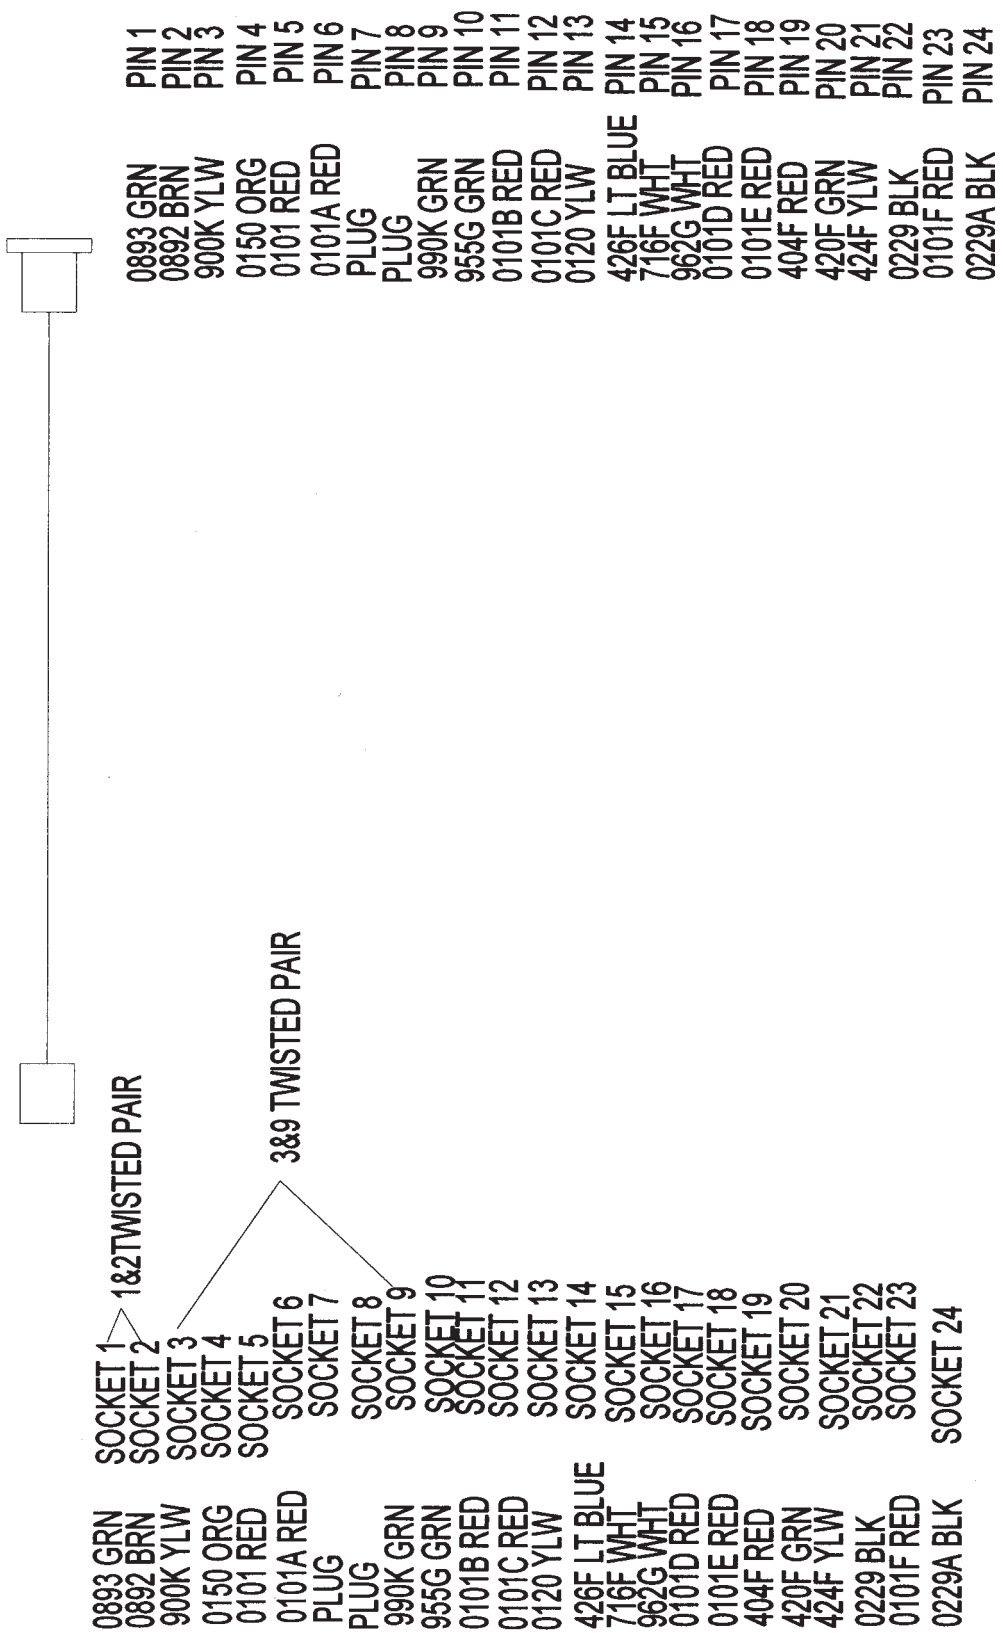 0893 GRN SOCKET 1 0893 GRN PIN 1
1&2TWISTED PAIR
0892 BRN SOCKET 2 0892 BRN PIN 2
900K YLW SOCKET 3 900K YLW PIN 3
0150 ORG SOCKET 4 0150 ORG PIN 4
0101 RED SOCKET 5 0101 RED PIN 5
3&9 TWISTED PAIR
0101A RED SOCKET 6 0101A RED PIN 6
PLUG SOCKET 7 PLUG PIN 7
PLUG SOCKET 8 PLUG PIN 8
990K GRN SOCKET 9 990K GRN PIN 9
955G GRN SOCKET 10 955G GRN PIN 10
0101B RED SOCKET 11 0101B RED PIN 11
0101C RED SOCKET 12 0101C RED PIN 12
0120 YLW SOCKET 13 0120 YLW PIN 13
426F LT BLUE SOCKET 14 426F LT BLUE PIN 14
716F WHT SOCKET 15 716F WHT PIN 15
962G WHT SOCKET 16 962G WHT PIN 16
0101D RED SOCKET 17 0101D RED PIN 17
0101E RED SOCKET 18 0101E RED PIN 18
404F RED SOCKET 19 404F RED PIN 19
420F GRN SOCKET 20 420F GRN PIN 20
424F YLW SOCKET 21 424F YLW PIN 21
0229 BLK SOCKET 22 0229 BLK PIN 22
0101F RED SOCKET 23 0101F RED PIN 23
0229A BLK SOCKET 24 0229A BLK PIN 24